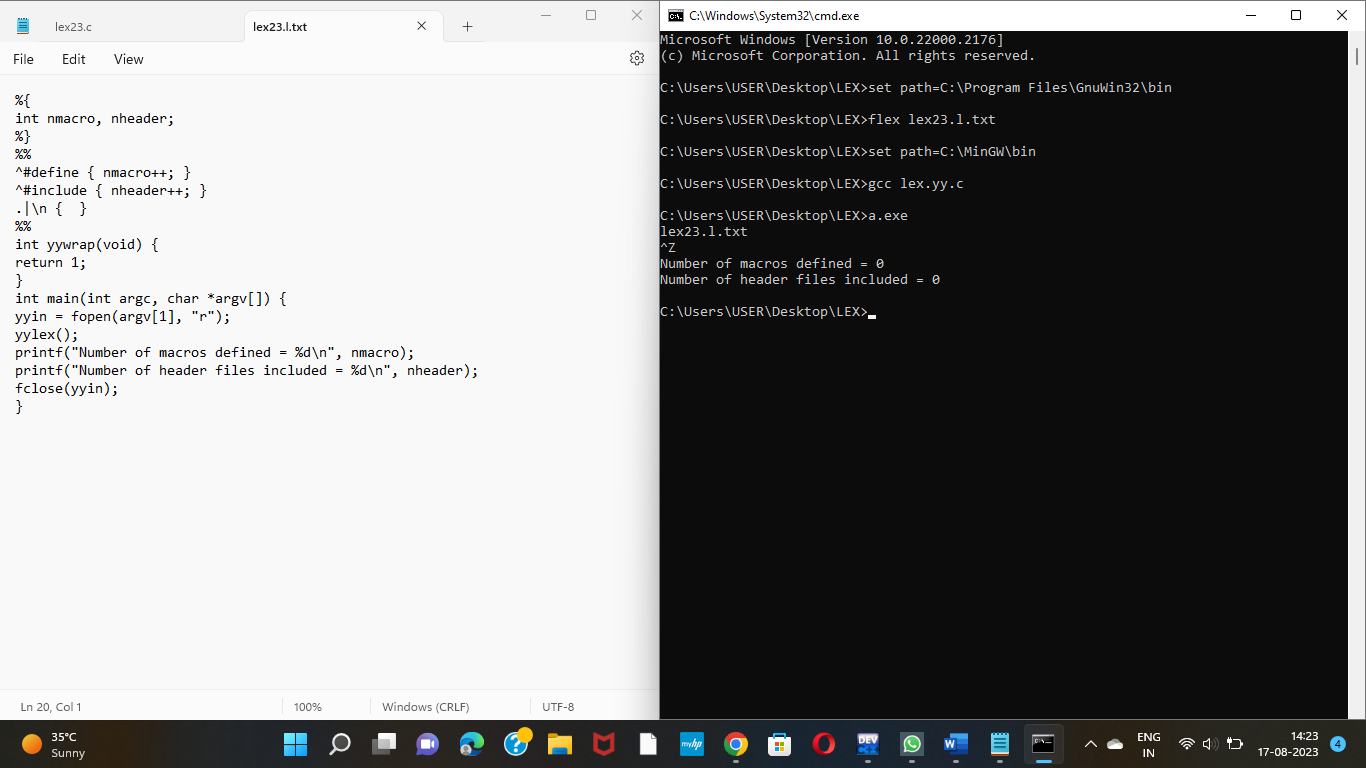 lex23.c
lex23.l.txt
File Edit View
%{
int nmacro, nheader;
%}
%%
^#define { nmacro++; }
^#include { nheader++; }
.|\n {  }
%%
int yywrap(void) {
return 1;
}
int main(int argc, char *argv[]) {
yyin = fopen(argv[1], "r");
yylex();
printf("Number of macros defined = %d\n", nmacro);
printf("Number of header files included = %d\n", nheader);
fclose(yyin);
}
Ln 20, Col 1 100% Windows (CRLF) UTF-8
C:\Windows\System32\cmd.exe
Microsoft Windows [Version 10.0.22000.2176]
(c) Microsoft Corporation. All rights reserved.
C:\Users\USER\Desktop\LEX>set path=C:\Program Files\GnuWin32\bin
C:\Users\USER\Desktop\LEX>flex lex23.l.txt
C:\Users\USER\Desktop\LEX>set path=C:\MinGW\bin
C:\Users\USER\Desktop\LEX>gcc lex.yy.c
C:\Users\USER\Desktop\LEX>a.exe
lex23.l.txt
^Z
Number of macros defined = 0
Number of header files included = 0
C:\Users\USER\Desktop\LEX>
35°C
Sunny
myhp
DEV
W
ENG
IN
14:23
17-08-2023
4